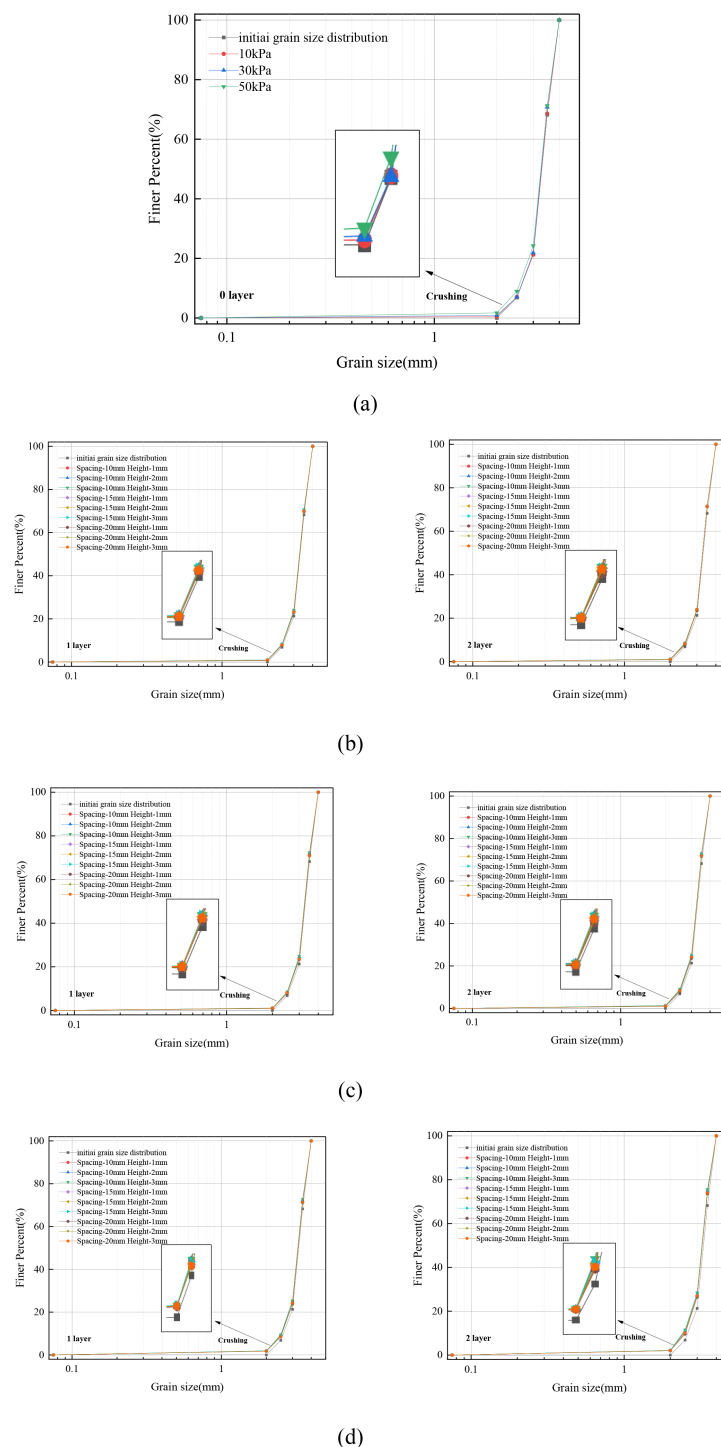 initiai grain size distribution
10kPa
30kPa
50kPa
100
80
60
40
20
0
Finer Percent(%)
0 layer
Crushing
0.1
1
Grain size(mm)
(a)
initiai grain size distribution
Spacing-10mm Height-1mm
Spacing-10mm Height-2mm
Spacing-10mm Height-3mm
Spacing-15mm Height-1mm
Spacing-15mm Height-2mm
Spacing-15mm Height-3mm
Spacing-20mm Height-1mm
Spacing-20mm Height-2mm
Spacing-20mm Height-3mm
100
80
60
40
20
0
Finer Percent(%)
1 layer
Crushing
0.1
1
Grain size(mm)
initiai grain size distribution
Spacing-10mm Height-1mm
Spacing-10mm Height-2mm
Spacing-10mm Height-3mm
Spacing-15mm Height-1mm
Spacing-15mm Height-2mm
Spacing-15mm Height-3mm
Spacing-20mm Height-1mm
Spacing-20mm Height-2mm
Spacing-20mm Height-3mm
100
80
60
40
20
0
Finer Percent(%)
2 layer
Crushing
0.1
1
Grain size(mm)
(b)
initiai grain size distribution
Spacing-10mm Height-1mm
Spacing-10mm Height-2mm
Spacing-10mm Height-3mm
Spacing-15mm Height-1mm
Spacing-15mm Height-2mm
Spacing-15mm Height-3mm
Spacing-20mm Height-1mm
Spacing-20mm Height-2mm
Spacing-20mm Height-3mm
100
80
60
40
20
0
Finer Percent(%)
1 layer
Crushing
0.1
1
Grain size(mm)
initiai grain size distribution
Spacing-10mm Height-1mm
Spacing-10mm Height-2mm
Spacing-10mm Height-3mm
Spacing-15mm Height-1mm
Spacing-15mm Height-2mm
Spacing-15mm Height-3mm
Spacing-20mm Height-1mm
Spacing-20mm Height-2mm
Spacing-20mm Height-3mm
100
80
60
40
20
0
Finer Percent(%)
2 layer
Crushing
0.1
1
Grain size(mm)
(c)
initiai grain size distribution
Spacing-10mm Height-1mm
Spacing-10mm Height-2mm
Spacing-10mm Height-3mm
Spacing-15mm Height-1mm
Spacing-15mm Height-2mm
Spacing-15mm Height-3mm
Spacing-20mm Height-1mm
Spacing-20mm Height-2mm
Spacing-20mm Height-3mm
100
80
60
40
20
0
Finer Percent(%)
1 layer
Crushing
0.1
1
Grain size(mm)
initiai grain size distribution
Spacing-10mm Height-1mm
Spacing-10mm Height-2mm
Spacing-10mm Height-3mm
Spacing-15mm Height-1mm
Spacing-15mm Height-2mm
Spacing-15mm Height-3mm
Spacing-20mm Height-1mm
Spacing-20mm Height-2mm
Spacing-20mm Height-3mm
100
80
60
40
20
0
Finer Percent(%)
2 layer
Crushing
0.1
1
Grain size(mm)
(d)